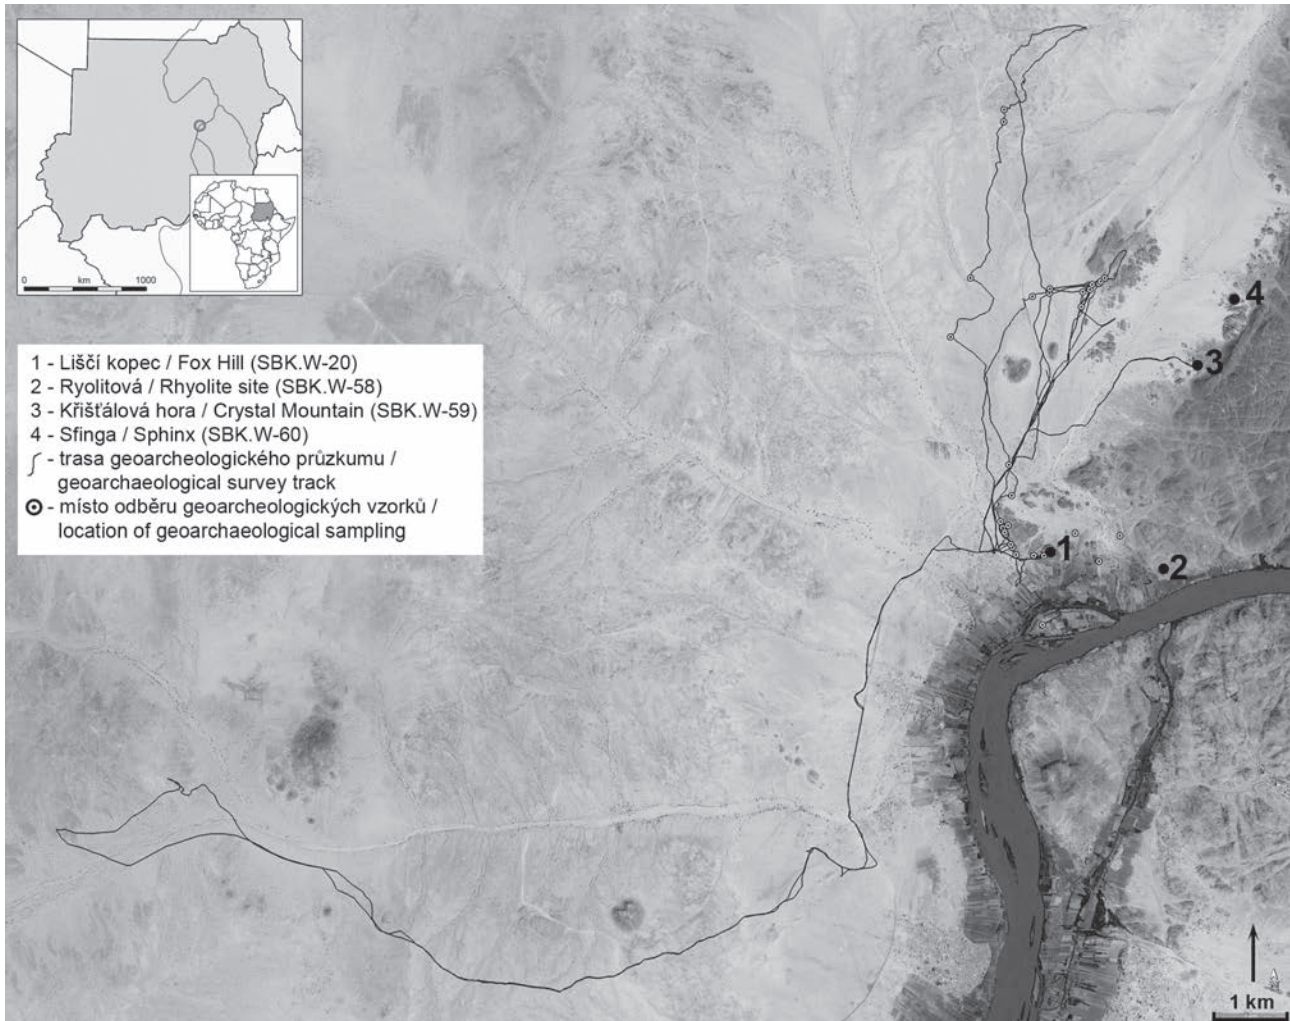 0 km 1000
1 - Liščí kopec / Fox Hill (SBK.W-20)
2 - Ryolitová / Rhyolite site (SBK.W-58)
3 - Křišťálová hora / Crystal Mountain (SBK.W-59)
4 - Sfinga / Sphinx (SBK.W-60)
- trasa geoarcheologického průzkumu /
geoarchaeological survey track
- místo odběru geoarcheologických vzorků /
location of geoarchaeological sampling
4
3
1
2
1 km